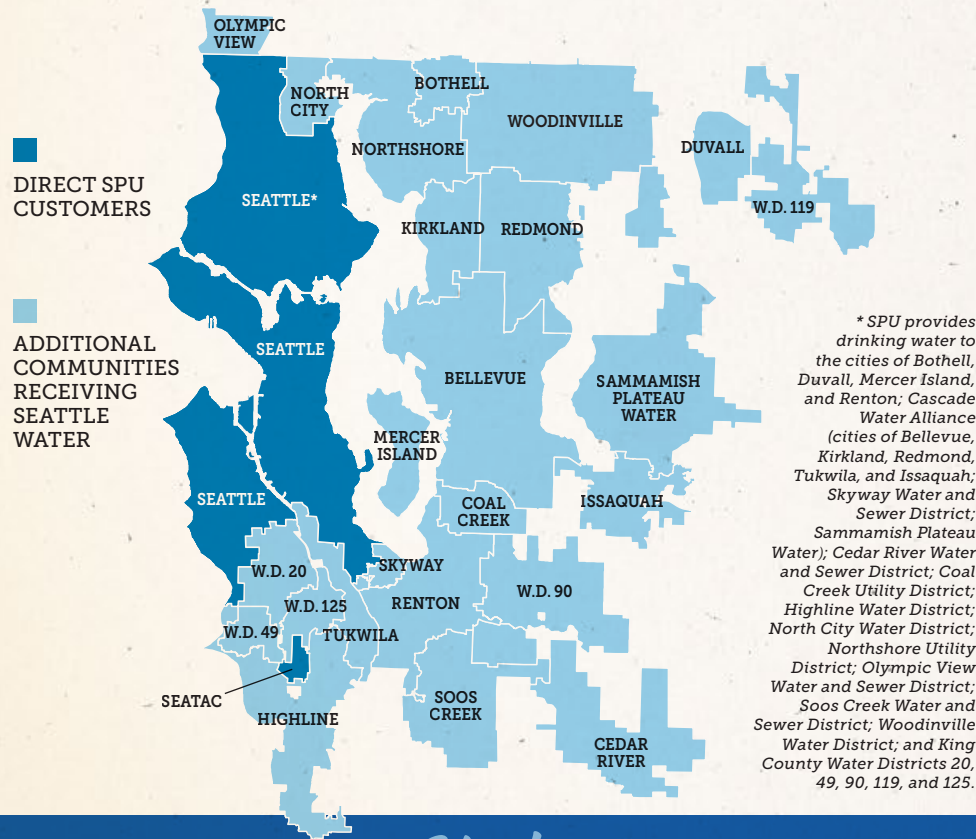 OLYMPIC
VIEW
BOTHELL
NORTH
CITY
WOODINVILLE
NORTHSHORE
DUVALL
DIRECT SPU
CUSTOMERS
SEATTLE*
W.D. 119
KIRKLAND
REDMOND
ADDITIONAL
COMMUNITIES
RECEIVING
SEATTLE
WATER
SEATTLE
BELLEVUE
SAMMAMISH
PLATEAU
WATER
MERCER
ISLAND
SEATTLE
COAL
CREEK
ISSAQUAH
SKYWAY
W.D. 20
W.D. 90
W.D. 125
RENTON
W.D. 49
TUKWILA
SEATAC
SOOS
CREEK
HIGHLINE
CEDAR
RIVER
* SPU provides
drinking water to
the cities of Bothell,
Duvall, Mercer Island,
and Renton; Cascade
Water Alliance
(cities of Bellevue,
Kirkland, Redmond,
Tukwila, and Issaquah;
Skyway Water and
Sewer District;
Sammamish Plateau
Water); Cedar River Water
and Sewer District; Coal
Creek Utility District;
Highline Water District;
North City Water District;
Northshore Utility
District; Olympic View
Water and Sewer District;
Soos Creek Water and
Sewer District; Woodinville
Water District; and King
County Water Districts 20,
49, 90, 119, and 125.